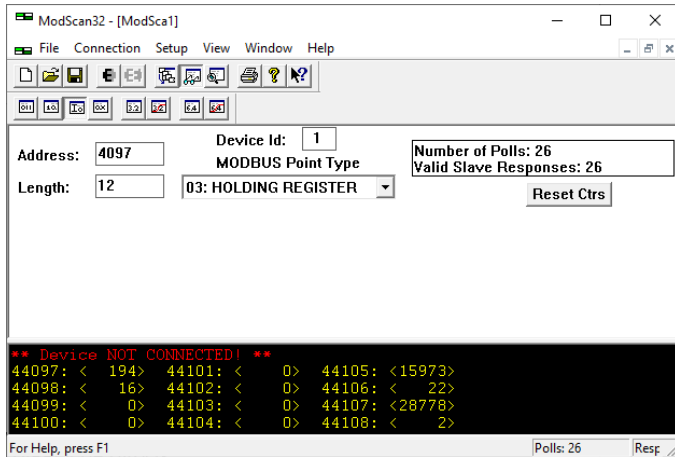 ModScan32 - [ModSca1]
File Connection Setup View Window Help
Address: 4097
Device Id: 1
MODBUS Point Type
Length: 12
03: HOLDING REGISTER
Number of Polls: 26
Valid Slave Responses: 26
Reset Ctrs
** Device NOT CONNECTED! **
44097: <  194> 44101: <    0> 44105: <15973>
44098: <   16> 44102: <    0> 44106: <   22>
44099: <    0> 44103: <    0> 44107: <28778>
44100: <    0> 44104: <    0> 44108: <    2>
For Help, press F1
Polls: 26
Resp